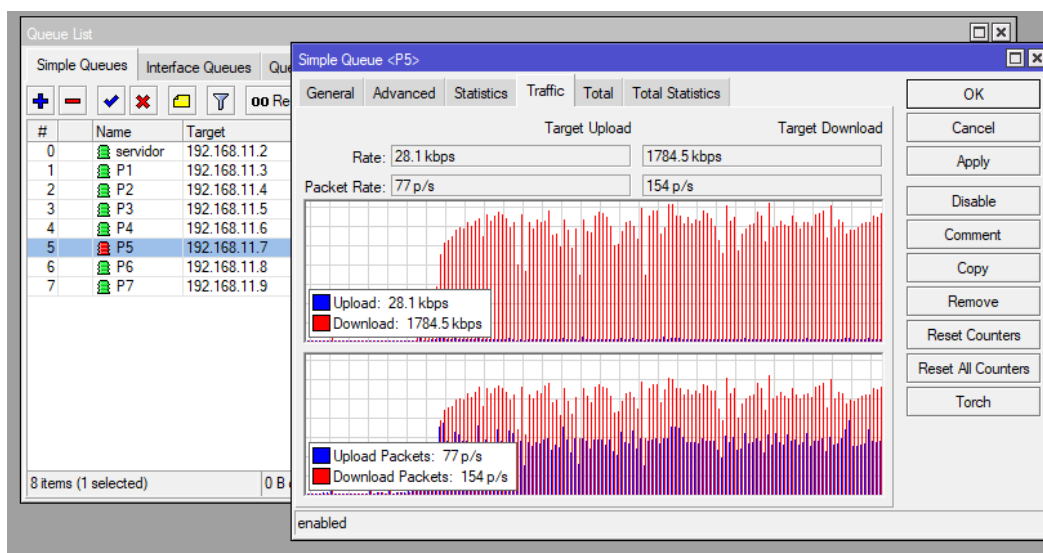 Queue List
Simple Queues Interface Queues Que
00 Re
# Name Target
0 servidor 192.168.11.2
1 P1 192.168.11.3
2 P2 192.168.11.4
3 P3 192.168.11.5
4 P4 192.168.11.6
5 P5 192.168.11.7
6 P6 192.168.11.8
7 P7 192.168.11.9
8 items (1 selected) 0 B
Simple Queue <P5>
General Advanced Statistics Traffic Total Total Statistics
Target Upload Target Download
Rate: 28.1 kbps 1784.5 kbps
Packet Rate: 77 p/s 154 p/s
Upload: 28.1 kbps
Download: 1784.5 kbps
Upload Packets: 77 p/s
Download Packets: 154 p/s
enabled
OK
Cancel
Apply
Disable
Comment
Copy
Remove
Reset Counters
Reset All Counters
Torch